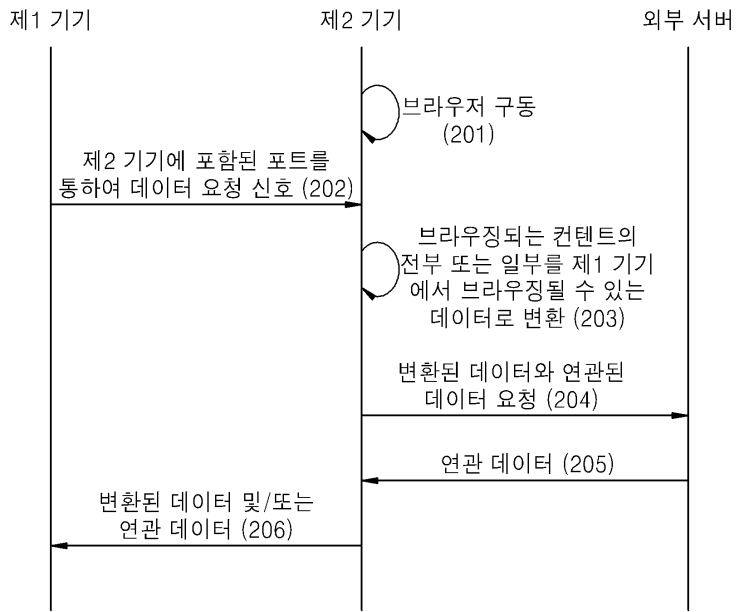 제1 기기
제2 기기
외부 서버
브라우저 구동
(201)
제2 기기에 포함된 포트를
통하여 데이터 요청 신호 (202)
브라우징되는 컨텐트의
전부 또는 일부를 제1 기기
에서 브라우징될 수 있는
데이터로 변환 (203)
변환된 데이터와 연관된
데이터 요청 (204)
연관 데이터 (205)
변환된 데이터 및/또는
연관 데이터 (206)